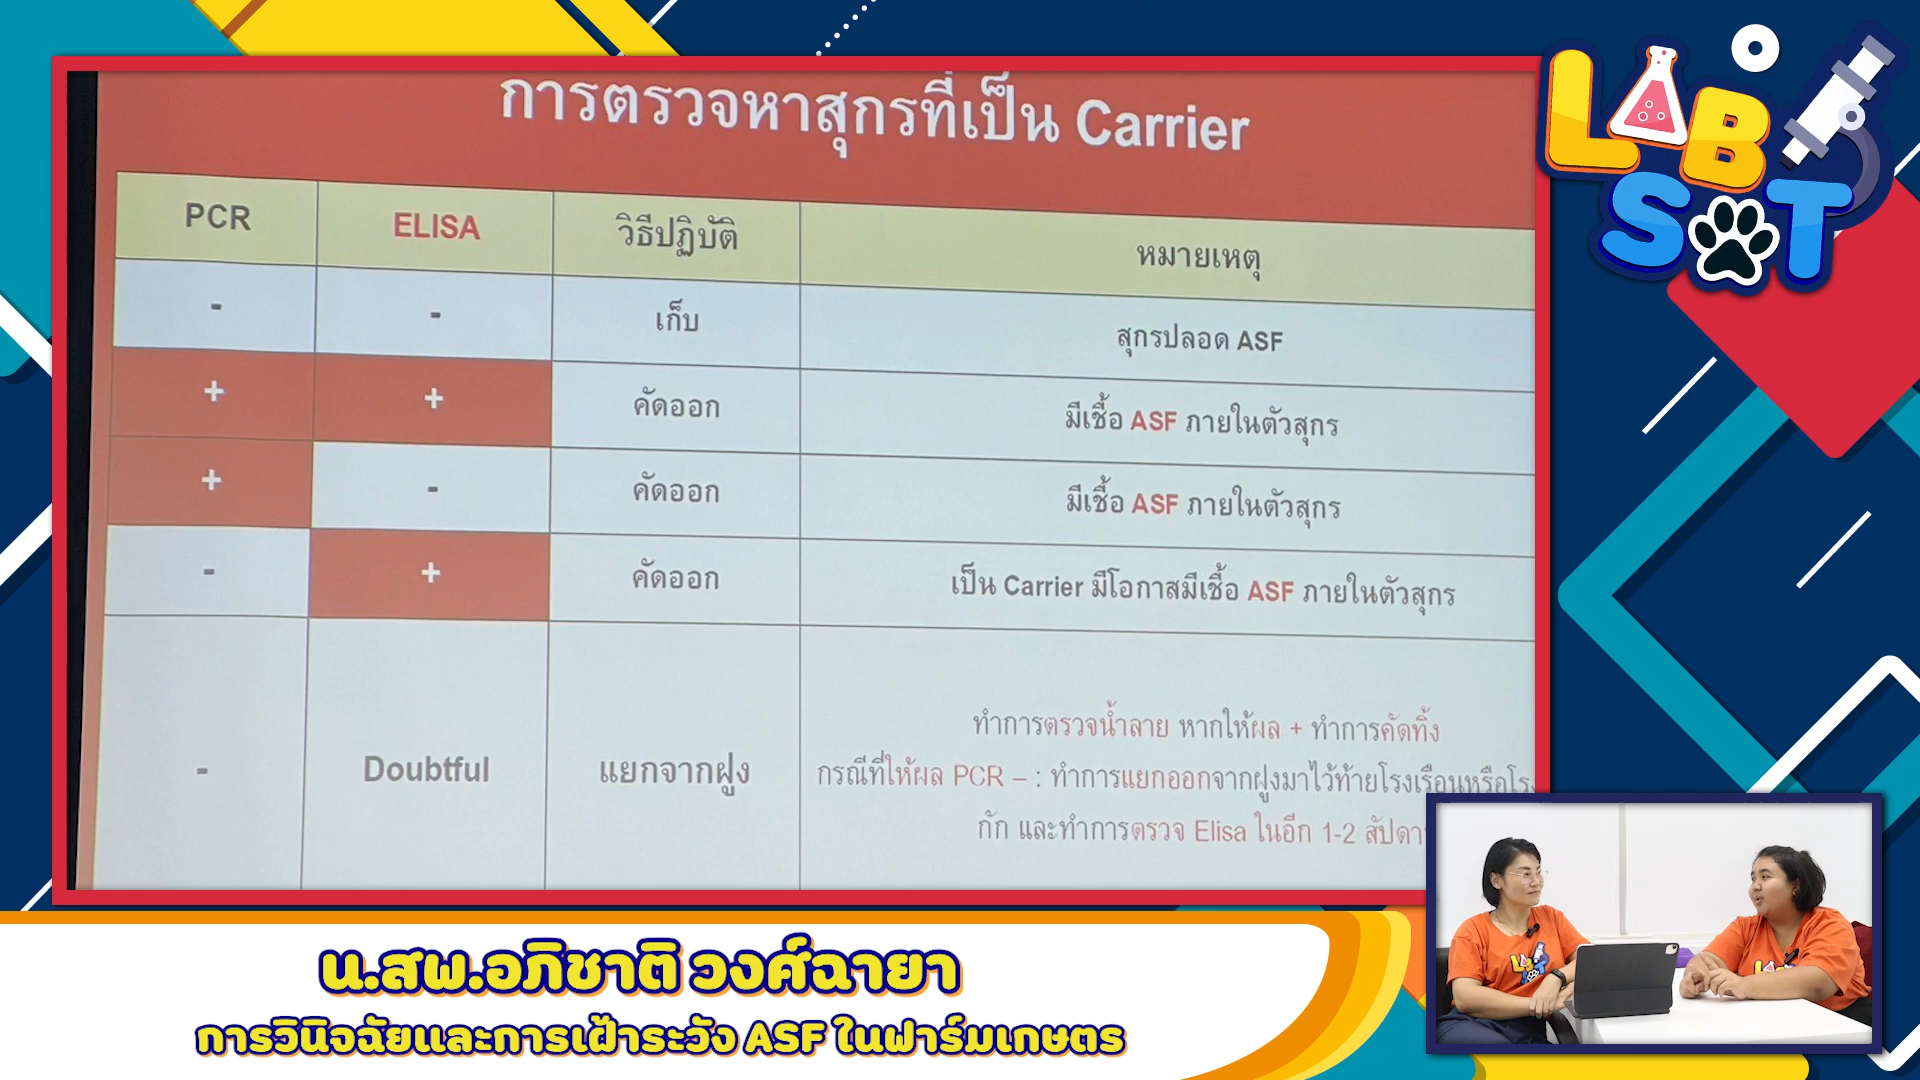 การตรวจหาสุกรที่เป็น Carrier
PCR ELISA วิธีปฏิบัติ หมายเหตุ
- - เก็บ สุกรปลอด ASF
+ + คัดออก มีเชื้อ ASF ภายในตัวสุกร
+ - คัดออก มีเชื้อ ASF ภายในตัวสุกร
- + คัดออก เป็น Carrier มีโอกาสมีเชื้อ ASF ภายในตัวสุกร
- Doubtful แยกจากฝูง
ทำการตรวจน้ำลาย หากให้ผล + ทำการคัดทิ้ง
กรณีที่ให้ผล PCR – : ทำการแยกออกจากฝูงมาไว้ท้ายโรงเรือนหรือโรง
กัก และทำการตรวจ Elisa ในอีก 1-2
LAB
SOT
น.สพ.อภิชาติ วงศ์ฉายา
การวินิจฉัยและการเฝ้าระวัง ASF ในฟาร์มเกษตร